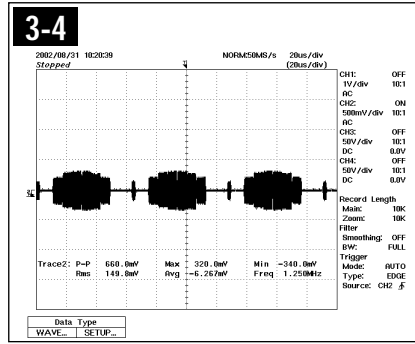 3-4
2002/08/31 10:20:39 NORM:50MS/s 20us/div
Stopped (20us/div)
CH1: OFF
1V/div 10:1
AC
CH2: ON
500mV/div 10:1
AC
CH3: OFF
50V/div 10:1
DC 0.0V
CH4: OFF
50V/div 10:1
DC 0.0V
Record Length
Main: 10K
Zoom: 10K
Filter
Smoothing: OFF
BW: FULL
Trigger
Mode: AUTO
Type: EDGE
Source: CH2
Trace2: P-P 660.0mV Max 320.0mV Min -340.0mV
Rms 149.8mV Avg -6.267mV Freq 1.250MHz
Data Type
WAVE... SETUP...